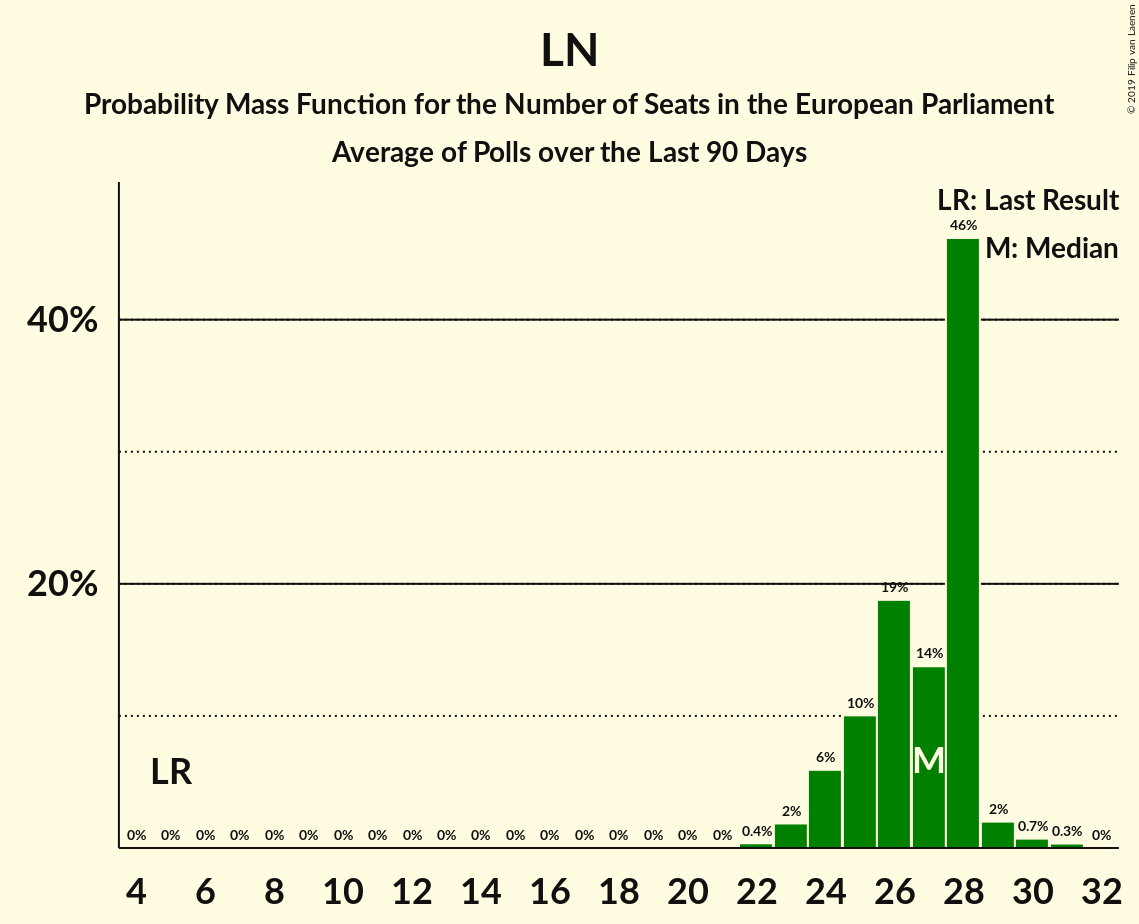 LN
Probability Mass Function for the Number of Seats in the European Parliament
Average of Polls over the Last 90 Days
© 2019 Filip van Laenen
LR: Last Result
M: Median
46%
40%
20%
19%
14%
10%
6%
2%
2%
LR
M
0% 0% 0% 0% 0% 0% 0% 0% 0% 0% 0% 0% 0% 0% 0% 0% 0% 0% 0.4% 0.7% 0.3% 0%
4 6 8 10 12 14 16 18 20 22 24 26 28 30 32